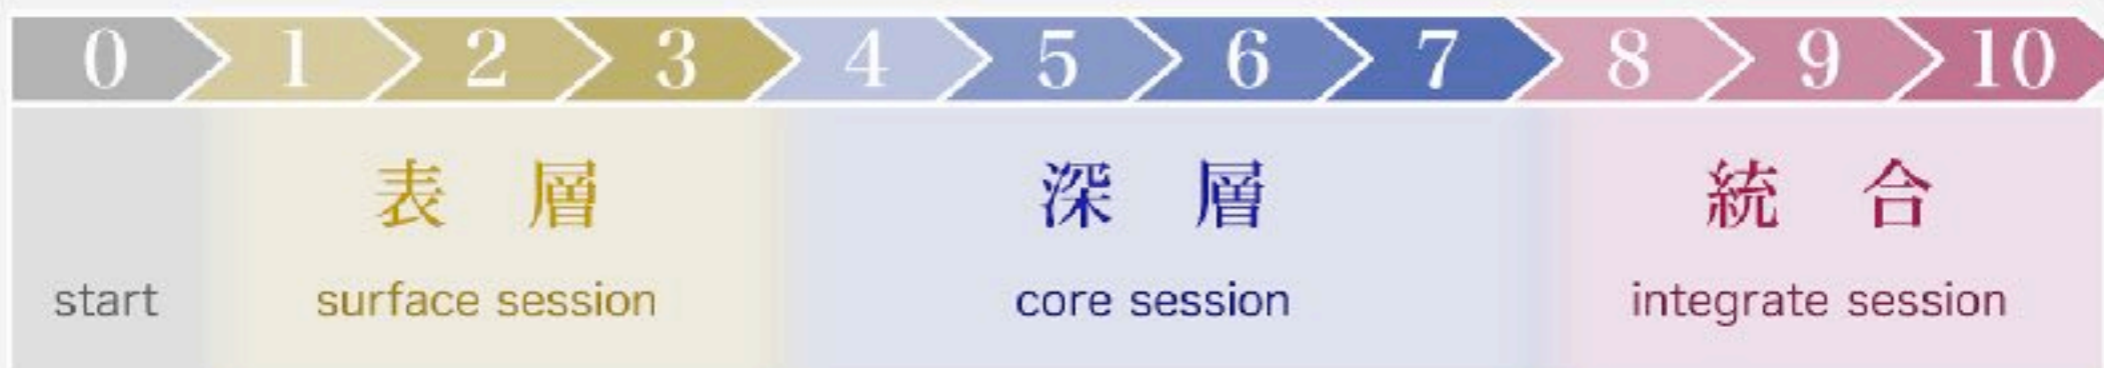 0 1 2 3 4 5 6 7 8 9 10
表 層 深 層 統 合
start surface session core session integrate session